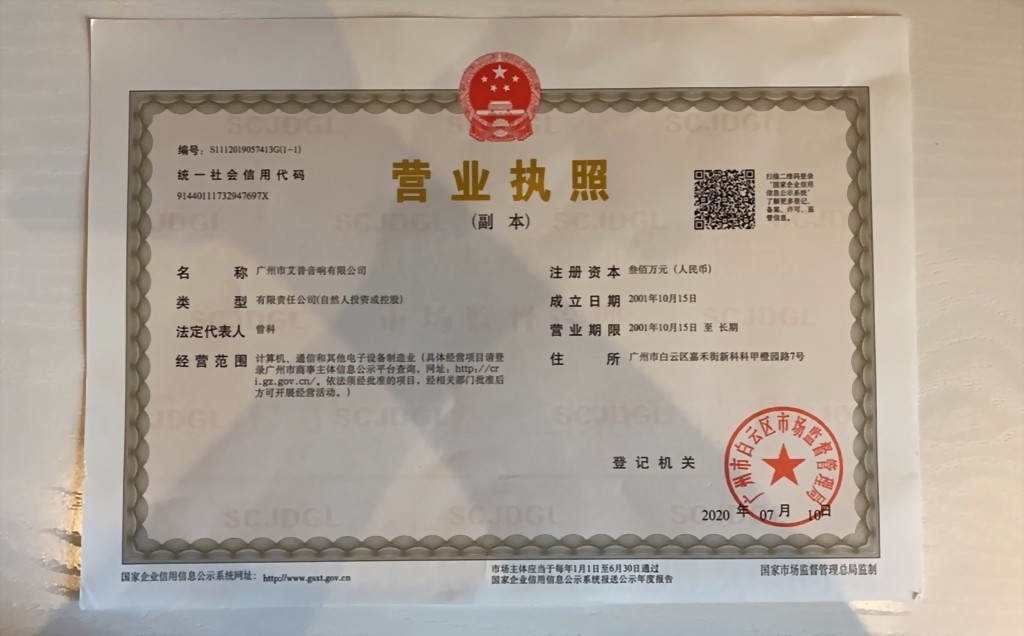 编号：S1112019057413G(1-1)
统一社会信用代码
91440111732947697X
营业执照
(副 本)
扫描二维码登录
"国家企业信用
信息公示系统"
了解更多登记、
备案、许可、监
管信息。
名 称 广州市艾普音响有限公司
类 型 有限责任公司(自然人投资或控股)
法定代表人 曾科
经营范围 计算机、通信和其他电子设备制造业（具体经营项目请登
录广州市商事主体信息公示平台查询，网址：http://cr
i.gz.gov.cn/。依法须经批准的项目，经相关部门批准后
方可开展经营活动。）
注册资本 叁佰万元（人民币）
成立日期 2001年10月15日
营业期限 2001年10月15日 至 长期
住 所 广州市白云区嘉禾街新科科甲橙园路7号
登记机关
广州市白云区市场监督管理局
2020 年 07 月 10日
国家企业信用信息公示系统网址：http://www.gsxt.gov.cn
市场主体应当于每年1月1日至6月30日通过
国家企业信用信息公示系统报送公示年度报告
国家市场监督管理总局监制
SCJDGL